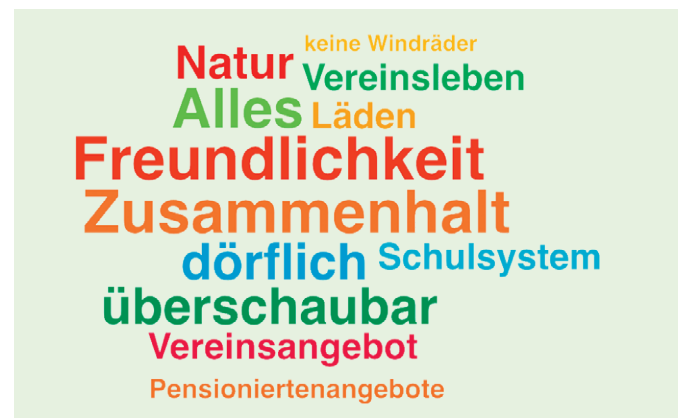 keine Windräder
Natur
Vereinsleben
Alles
Läden
Freundlichkeit
Zusammenhalt
dörflich
Schulsystem
überschaubar
Vereinsangebot
Pensioniertenangebote